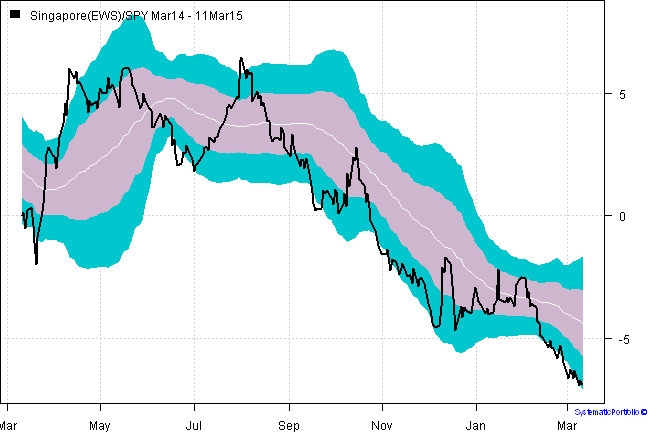 Singapore(EWS)/SPY Mar14 - 11Mar15
5
0
-5
Mar May Jul Sep Nov Jan Mar
SystematicPortfolio ©